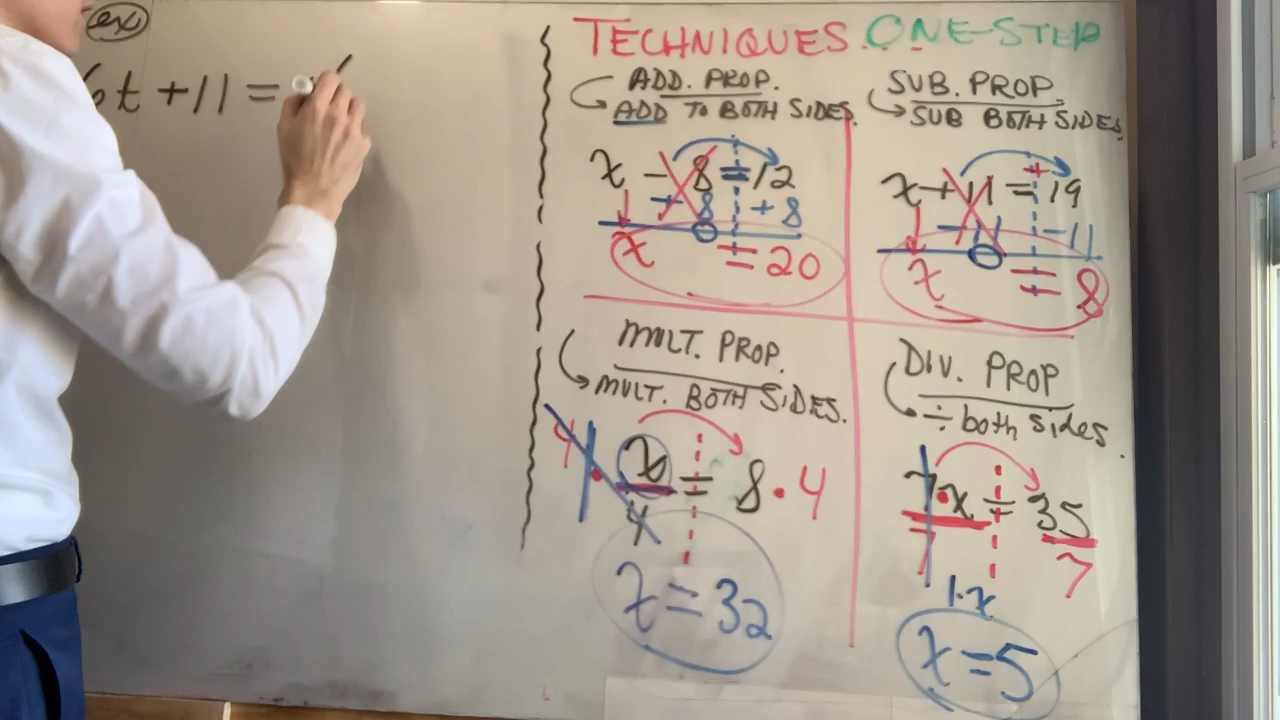 ex
6t + 11 =
TECHNIQUES. ONE-STEP
ADD. PROP.
ADD TO BOTH SIDES.
x - 8 = 12
+ 8 + 8
x = 20
SUB. PROP
SUB BOTH SIDES.
x + 11 = 19
- 11 - 11
x = 8
MULT. PROP.
MULT. BOTH SIDES.
4 • x = 8 • 4
4
x = 32
DIV. PROP
÷ both sides.
7 • x = 35
7 7
1 • x
x = 5